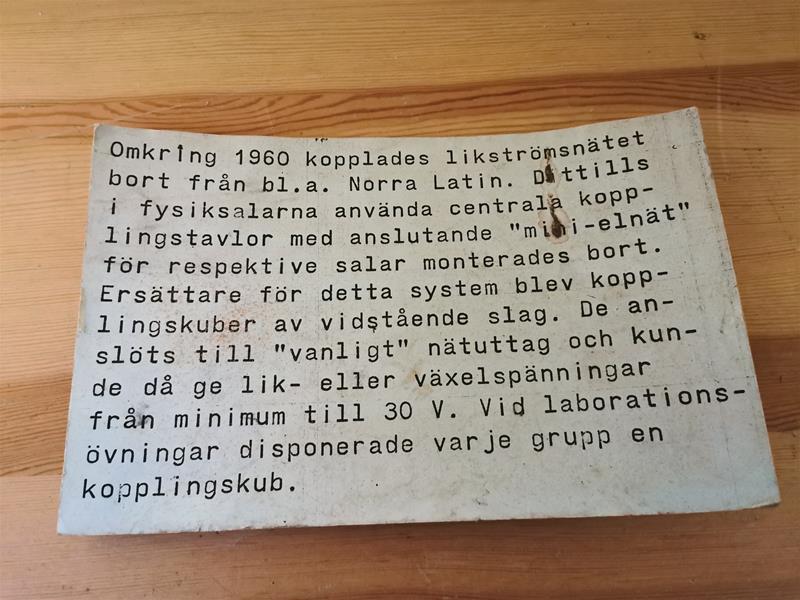 Omkring 1960 kopplades likströmsnätet
bort från bl.a. Norra Latin. Dittills
i fysiksalarna använda centrala kopp-
lingstavlor med anslutande "mini-elnät"
för respektive salar monterades bort.
Ersättare för detta system blev kopp-
lingskuber av vidstående slag. De an-
slöts till "vanligt" nätuttag och kun-
de då ge lik- eller växelspänningar
från minimum till 30 V. Vid laborations-
övningar disponerade varje grupp en
kopplingskub.